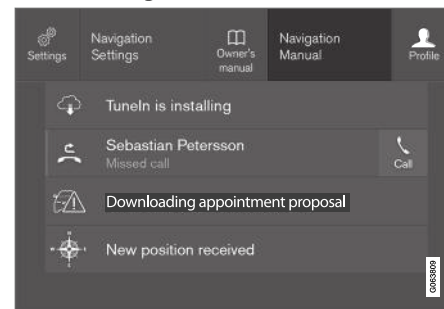 Settings
Navigation
Settings
Owner's
manual
Navigation
Manual
Profile
TuneIn is installing
Sebastian Petersson
Missed call
Call
Downloading appointment proposal
New position received
G063809